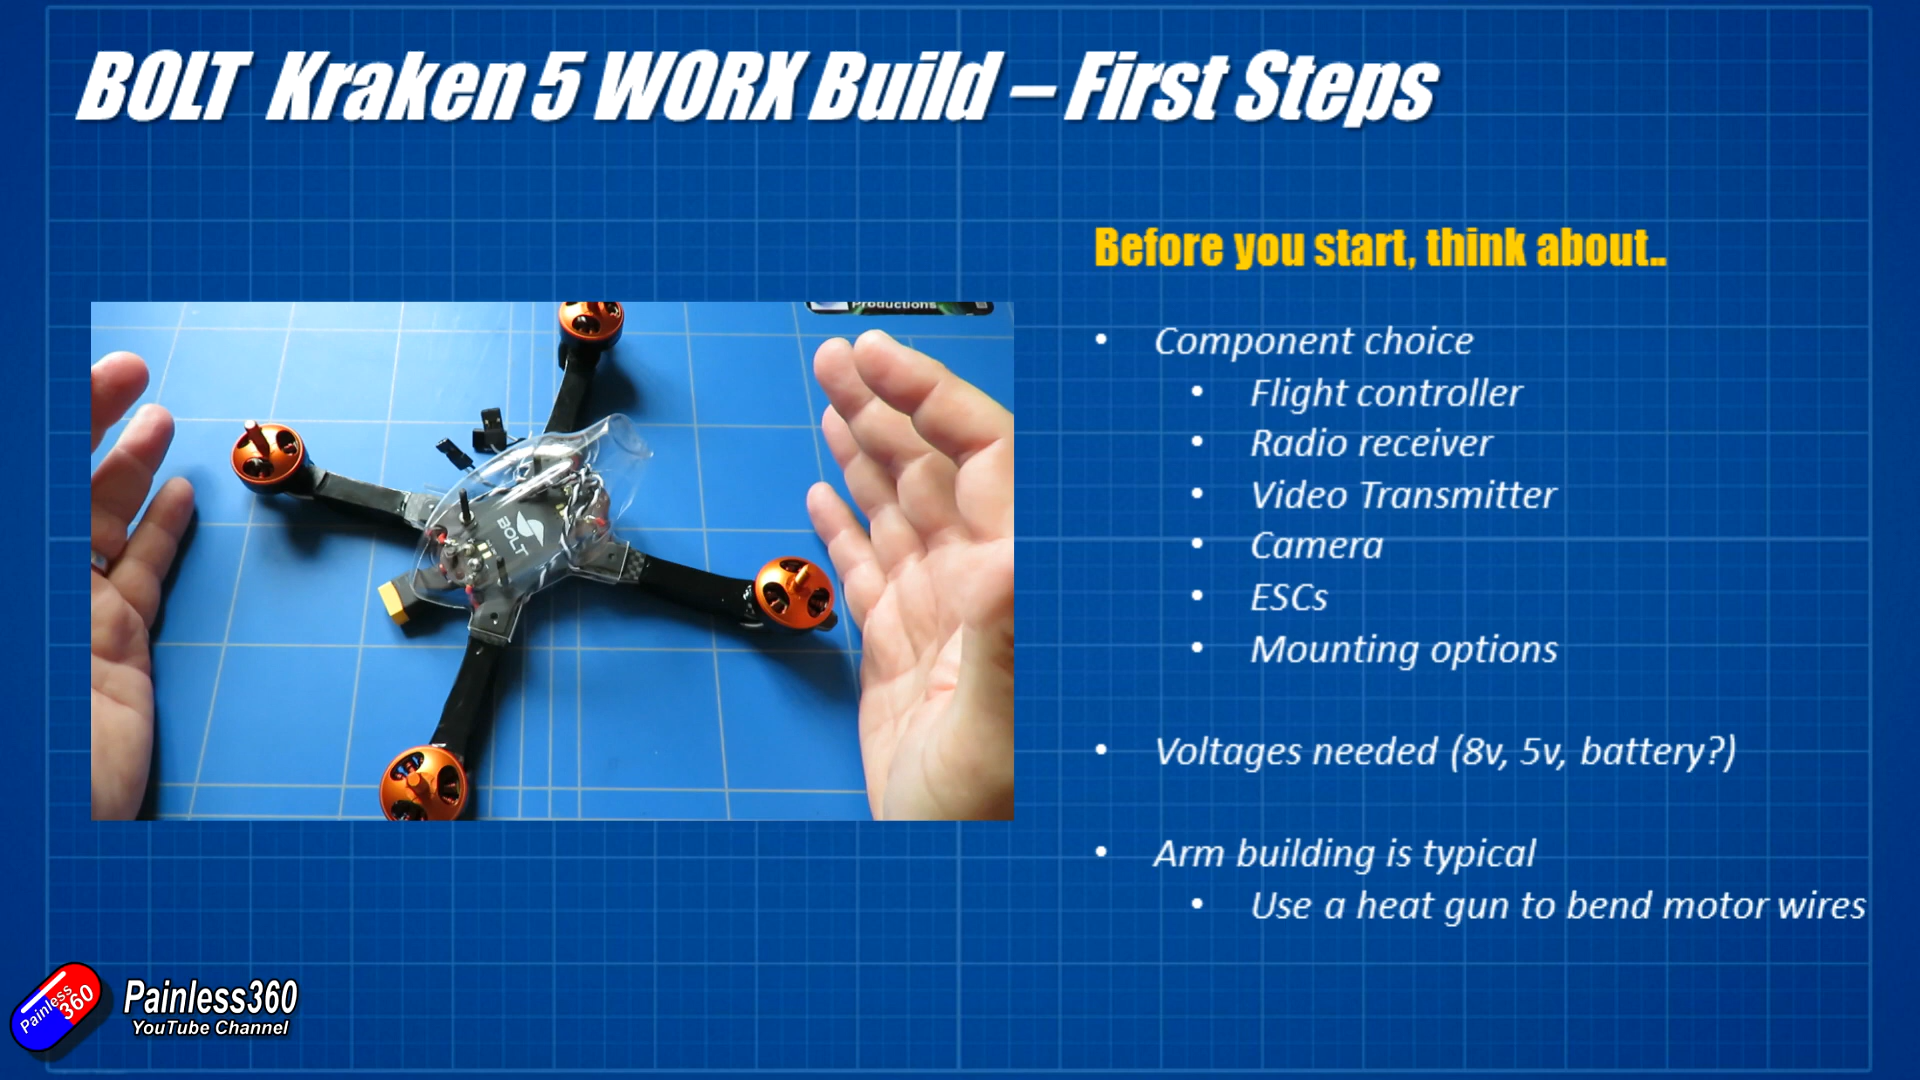 BOLT Kraken 5 WORX Build – First Steps
Before you start, think about..
• Component choice
• Flight controller
• Radio receiver
• Video Transmitter
• Camera
• ESCs
• Mounting options
• Voltages needed (8v, 5v, battery?)
• Arm building is typical
• Use a heat gun to bend motor wires
Productions
BOLT
Painless
360
Painless360
YouTube Channel